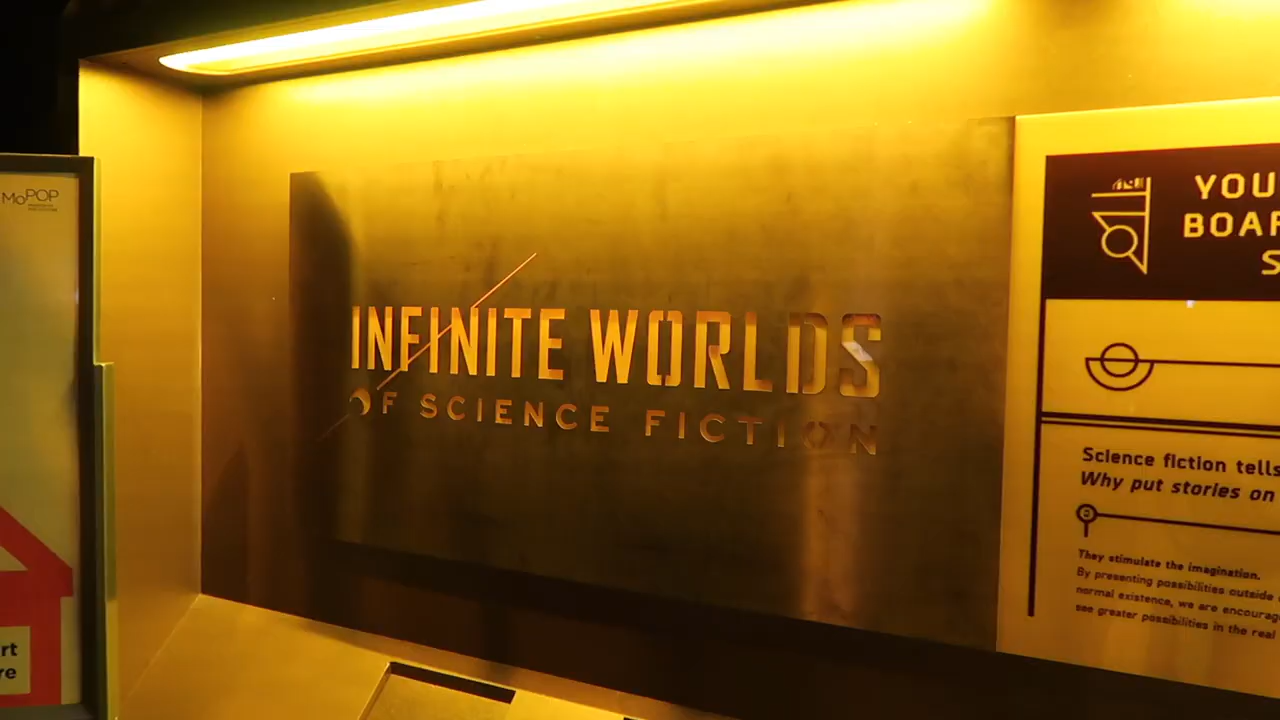 MoPOP
INFINITE WORLDS
OF SCIENCE FICTION
YOU
BOAR
S
Science fiction tells
Why put stories on
They stimulate the imagination.
By presenting possibilities outside
normal existence, we are encourag
see greater possibilities in the real
rt
re